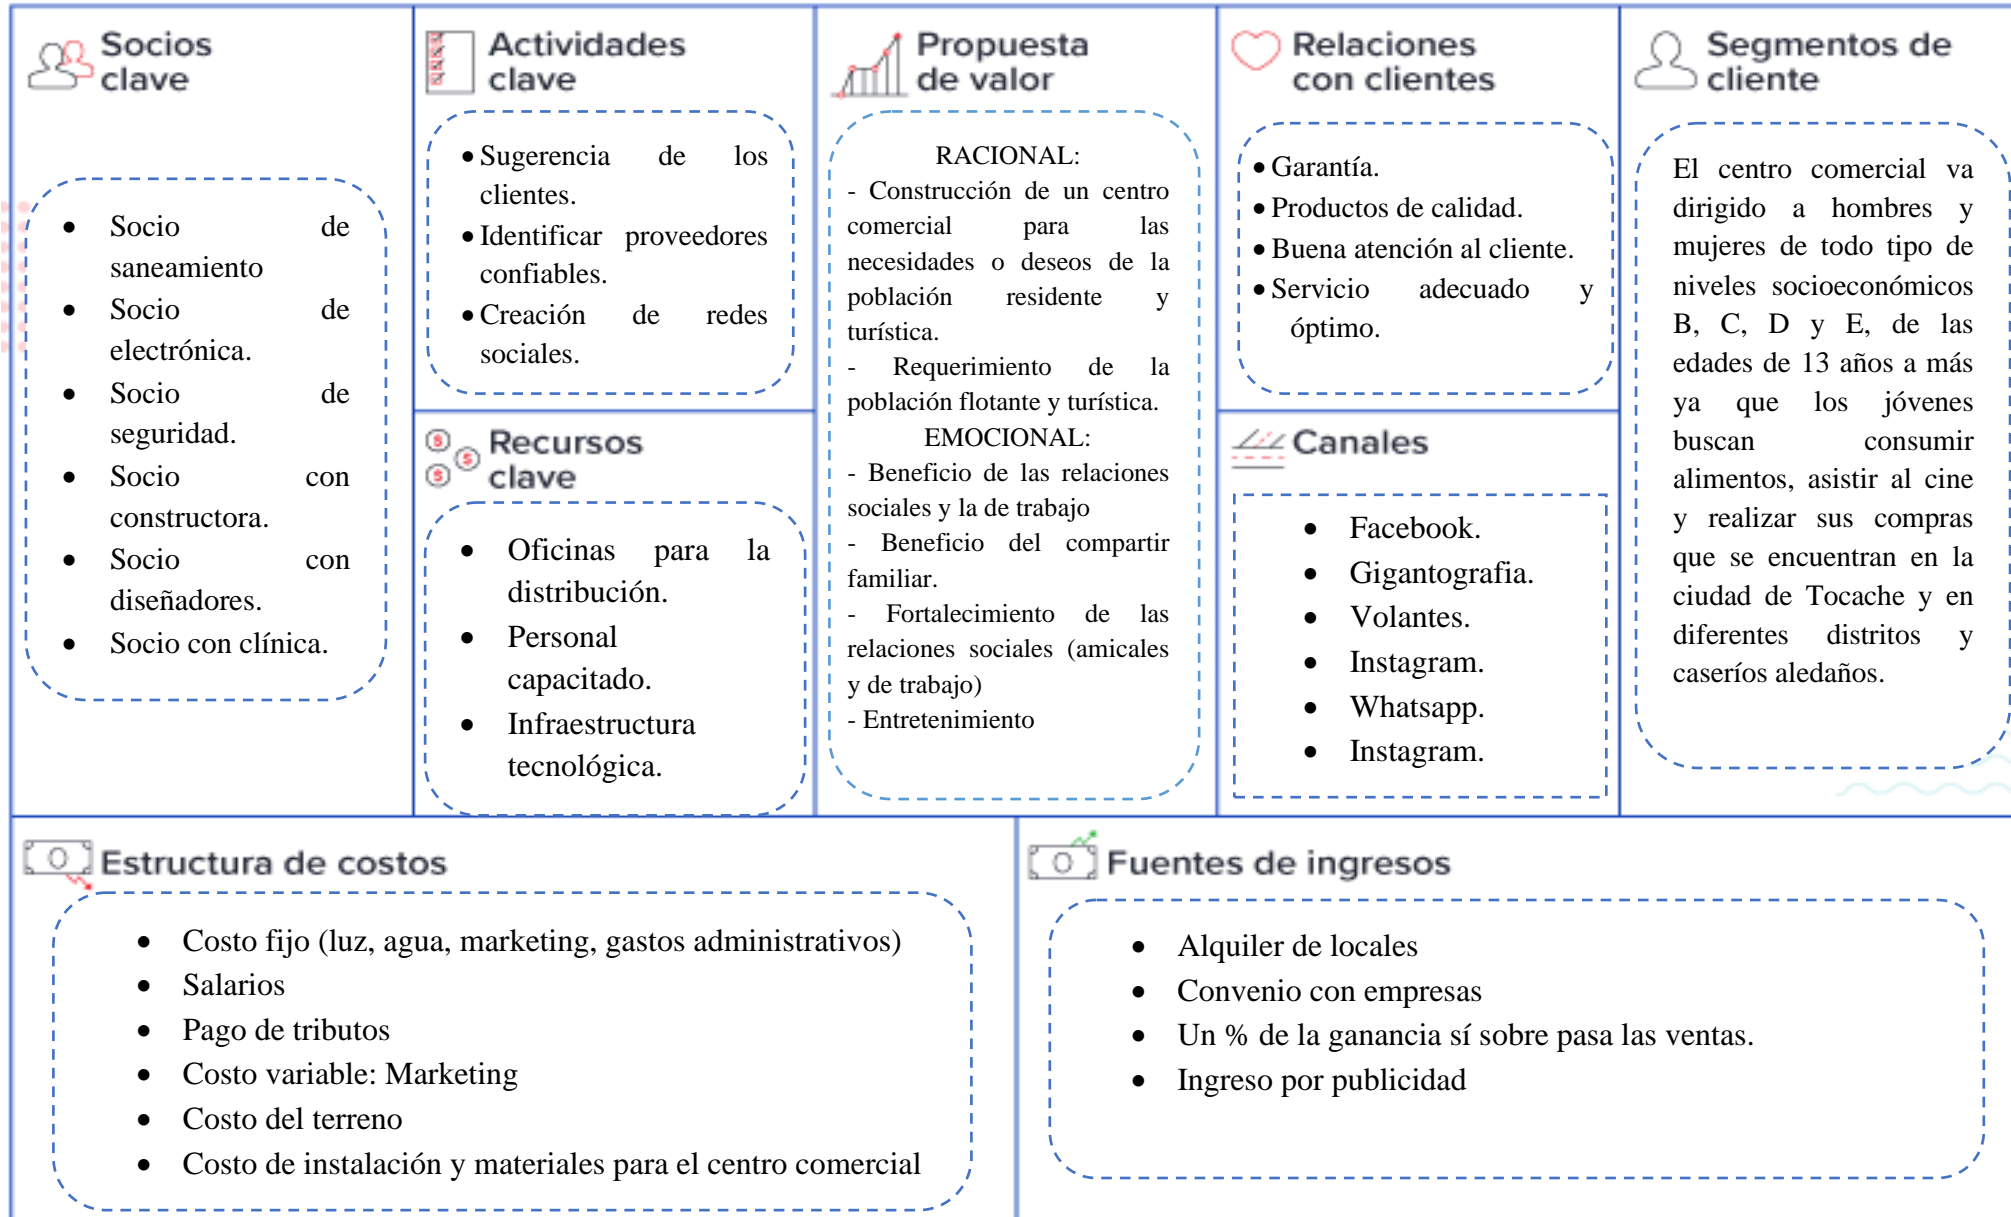 Socios
clave
Socio de
saneamiento
Socio de
electrónica.
Socio de
seguridad.
Socio con
constructora.
Socio con
diseñadores.
Socio con clínica.
Actividades
clave
Sugerencia de los
clientes.
Identificar proveedores
confiables.
Creación de redes
sociales.
Recursos
clave
Oficinas para la
distribución.
Personal
capacitado.
Infraestructura
tecnológica.
Propuesta
de valor
RACIONAL:
- Construcción de un centro
comercial para las
necesidades o deseos de la
población residente y
turística.
- Requerimiento de la
población flotante y turística.
EMOCIONAL:
- Beneficio de las relaciones
sociales y la de trabajo
- Beneficio del compartir
familiar.
- Fortalecimiento de las
relaciones sociales (amicales
y de trabajo)
- Entretenimiento
Relaciones
con clientes
Garantía.
Productos de calidad.
Buena atención al cliente.
Servicio adecuado y
óptimo.
Canales
Facebook.
Gigantografia.
Volantes.
Instagram.
Whatsapp.
Instagram.
Segmentos de
cliente
El centro comercial va
dirigido a hombres y
mujeres de todo tipo de
niveles socioeconómicos
B, C, D y E, de las
edades de 13 años a más
ya que los jóvenes
buscan consumir
alimentos, asistir al cine
y realizar sus compras
que se encuentran en la
ciudad de Tocache y en
diferentes distritos y
caseríos aledaños.
Estructura de costos
Costo fijo (luz, agua, marketing, gastos administrativos)
Salarios
Pago de tributos
Costo variable: Marketing
Costo del terreno
Costo de instalación y materiales para el centro comercial
Fuentes de ingresos
Alquiler de locales
Convenio con empresas
Un % de la ganancia sí sobre pasa las ventas.
Ingreso por publicidad